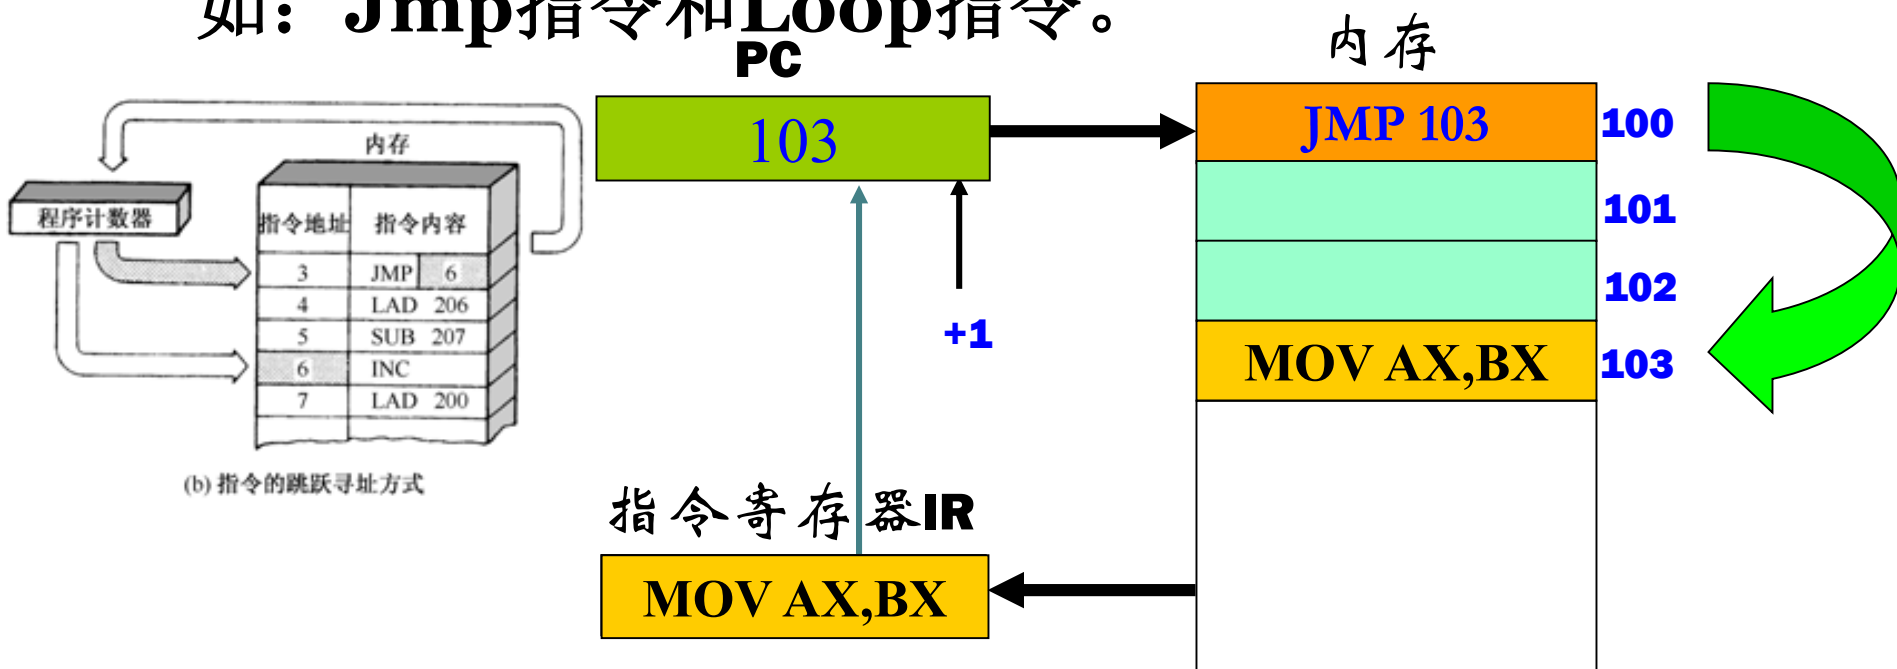 如：Jmp指令和Loop指令。
PC
内存
103
JMP 103
100
101
102
MOV AX,BX
103
+1
内存
程序计数器
指令地址 指令内容
3 JMP 6
4 LAD 206
5 SUB 207
6 INC
7 LAD 200
(b) 指令的跳跃寻址方式
指令寄存器IR
MOV AX,BX